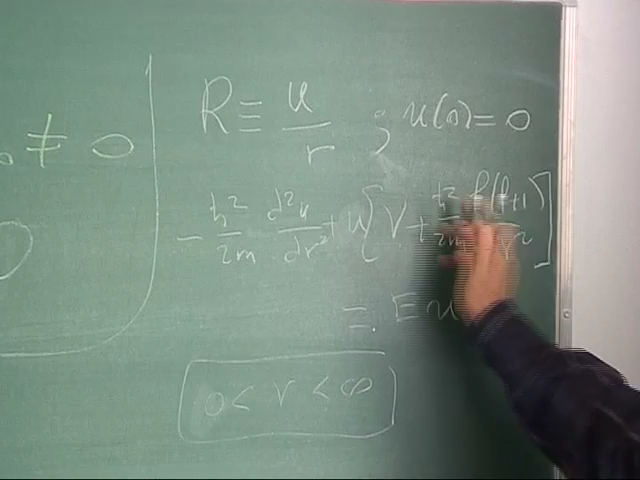 R ≡ u/r ; u(0) = 0
≠ 0
-ħ²/2m d²u/dr² + u[V + ħ²/2m ℓ(ℓ+1)/r²]
= E u
0 < r < ∞